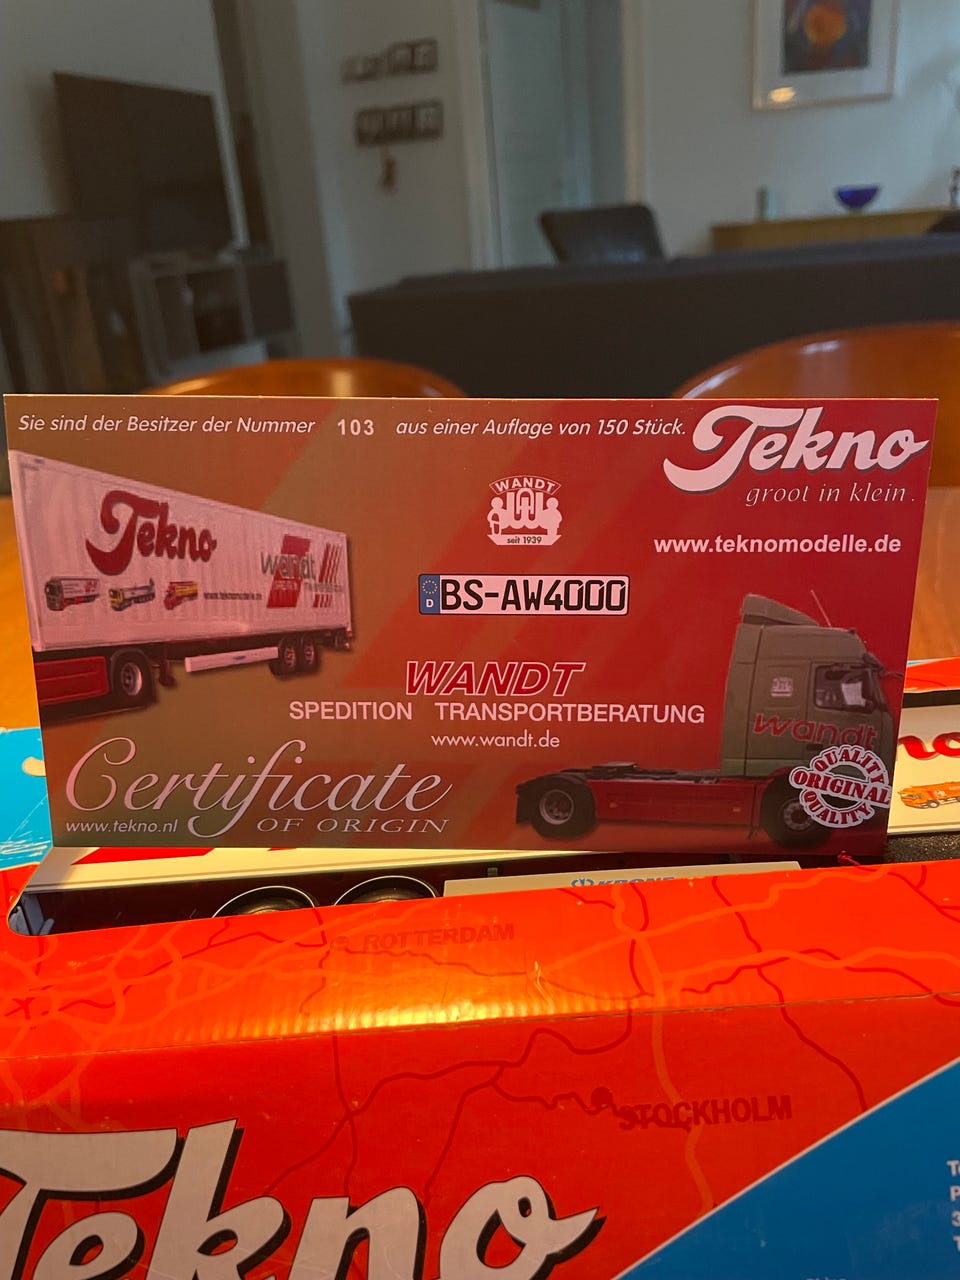 Sie sind der Besitzer der Nummer 103 aus einer Auflage von 150 Stück.
Tekno
groot in klein.
www.teknomodelle.de
WANDT
seit 1939
D BS-AW4000
Tekno
wandt
WANDT
SPEDITION TRANSPORTBERATUNG
www.wandt.de
wandt
QUALITY
ORIGINAL
QUALITY
Certificate
OF ORIGIN
www.tekno.nl
KRONE
ROTTERDAM
STOCKHOLM
Tekno